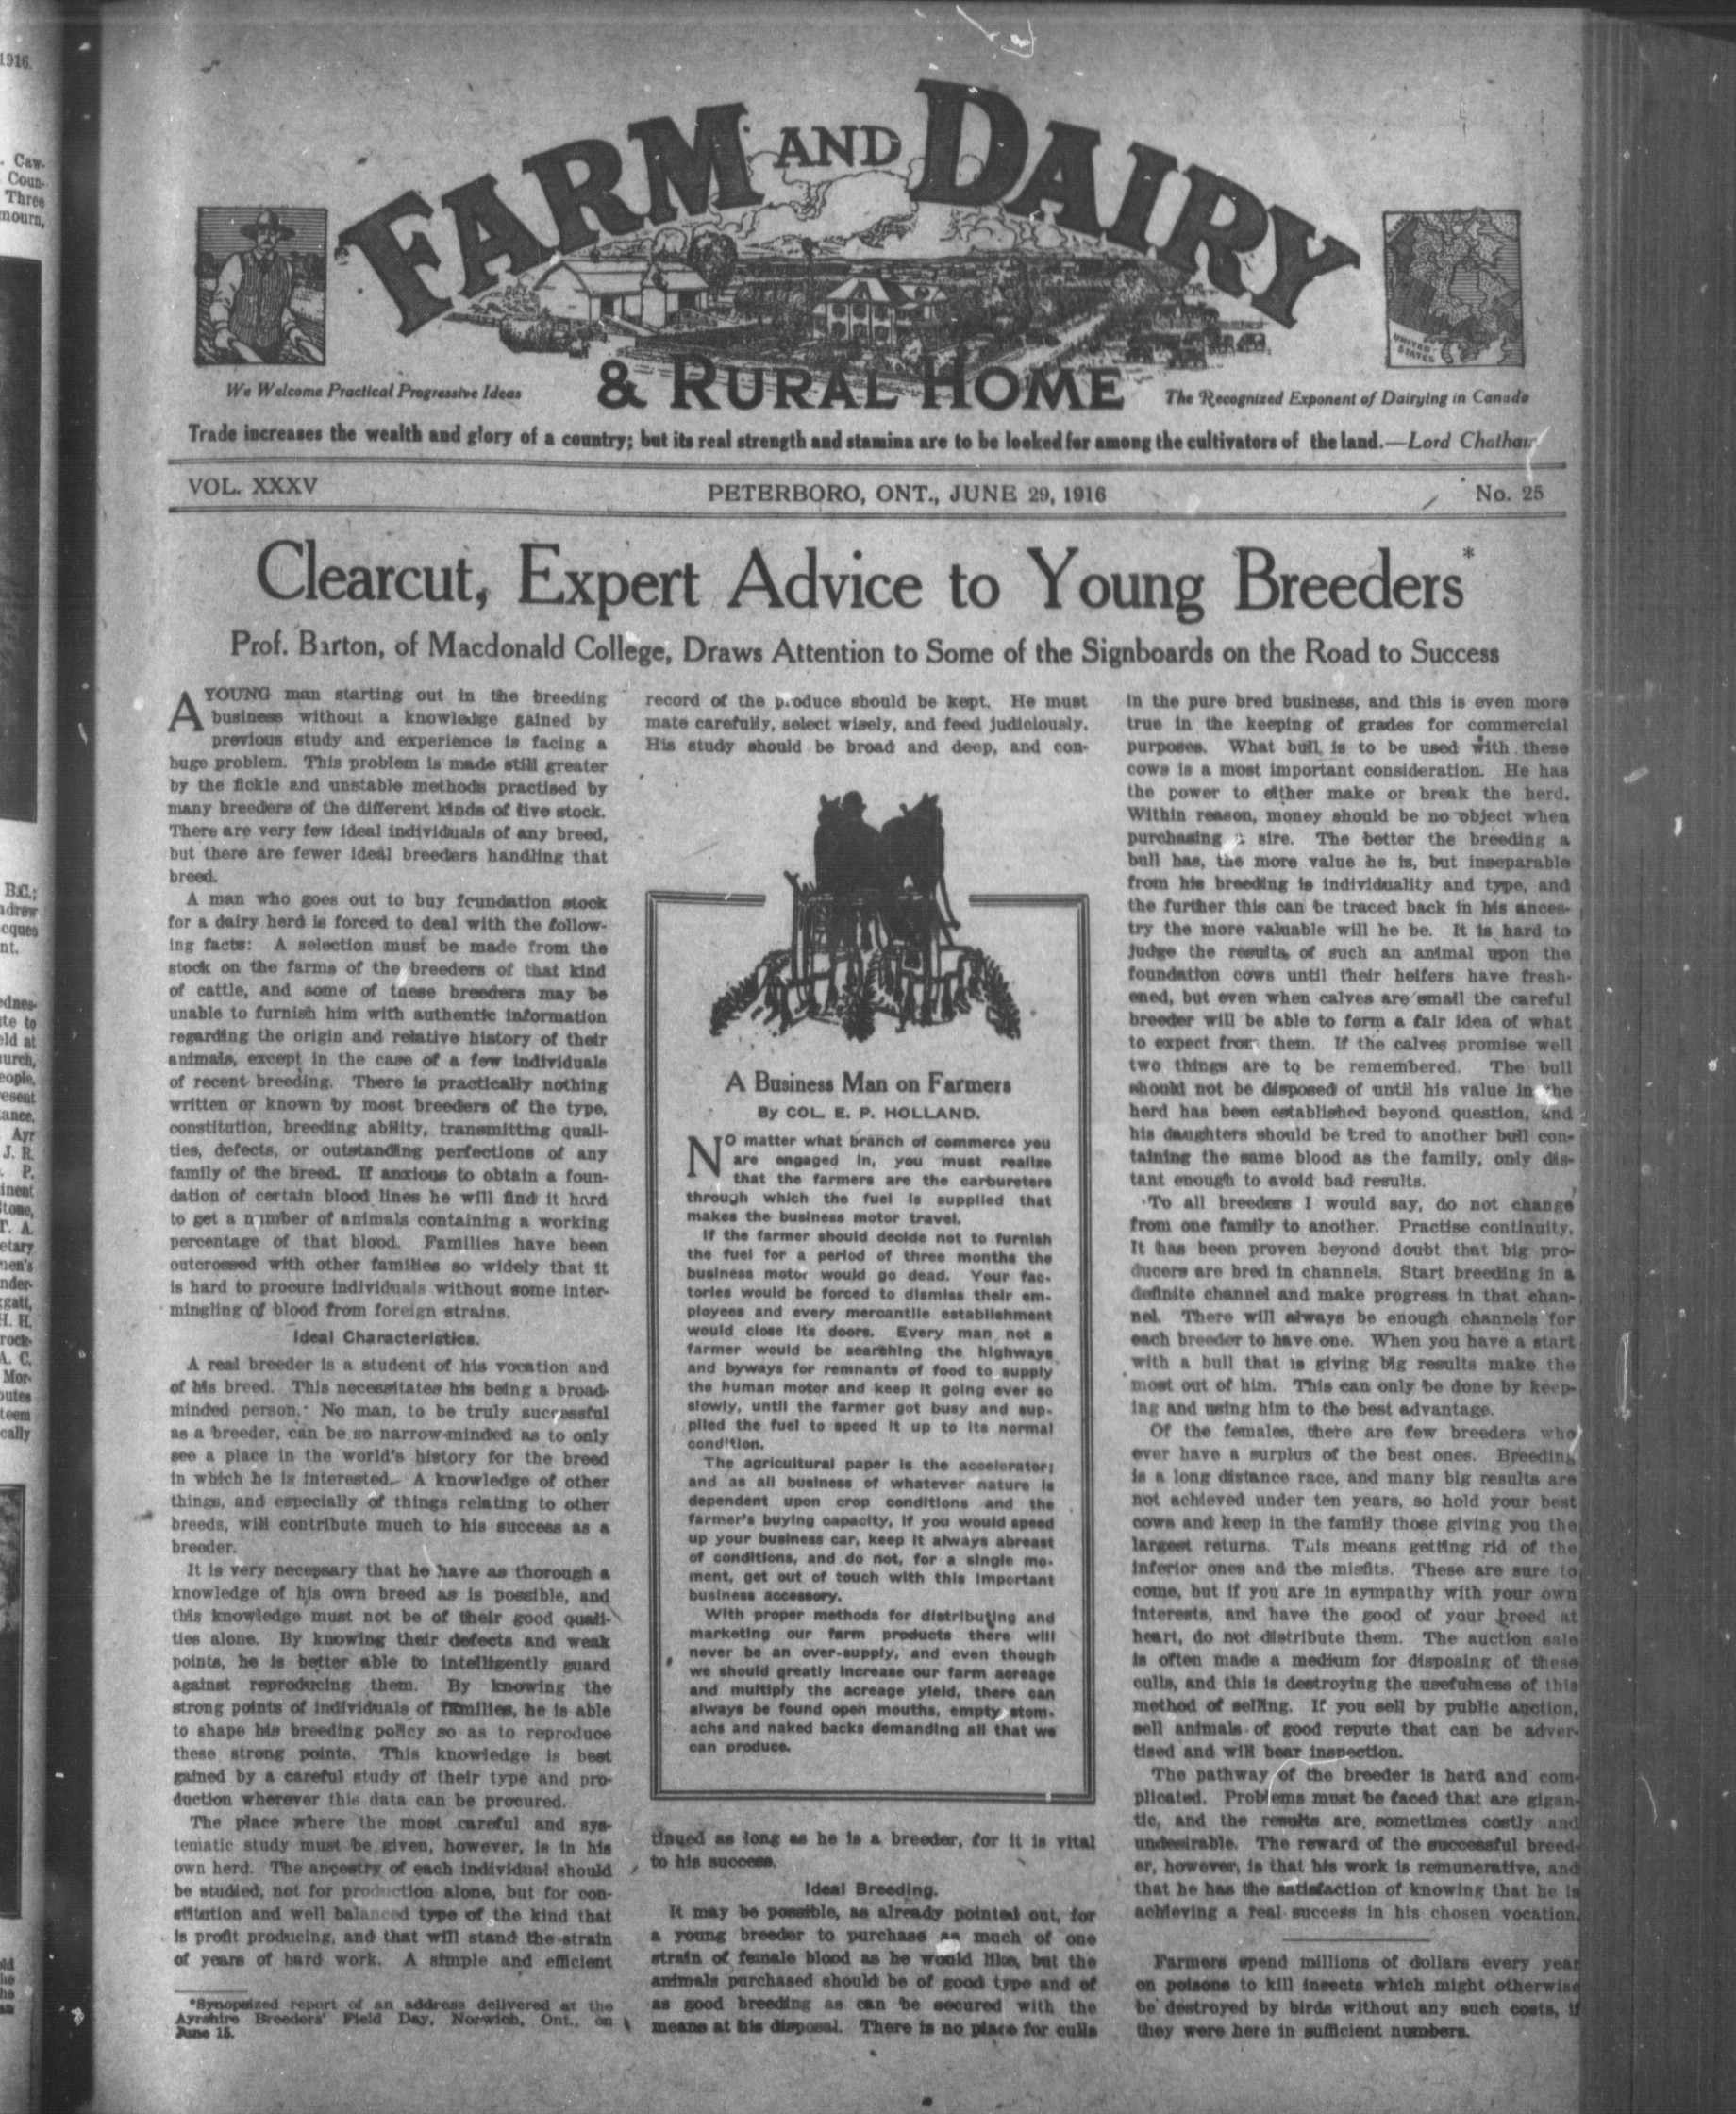 1916.
. Caw-
Coun-
Three
mourn,
B.C.;
adrew
cques
nt.
ednes-
ite to
eld at
urch,
eople,
esent
ance.
Ayr
J. R.
. P.
inent
Stone,
T. A.
etary
men's
nder-
ggatt,
H. H.
rock-
A. C.
Mor-
outes
teem
cally
FARM AND DAIRY
& RURAL HOME
UNITED
STATES
We Welcome Practical Progressive Ideas
The Recognized Exponent of Dairying in Canada
Trade increases the wealth and glory of a country; but its real strength and stamina are to be looked for among the cultivators of the land.—Lord Chatham
VOL. XXXV
PETERBORO, ONT., JUNE 29, 1916
No. 25
Clearcut, Expert Advice to Young Breeders*
Prof. Barton, of Macdonald College, Draws Attention to Some of the Signboards on the Road to Success
A YOUNG man starting out in the breeding
business without a knowledge gained by
previous study and experience is facing a
huge problem. This problem is made still greater
by the fickle and unstable methods practised by
many breeders of the different kinds of live stock.
There are very few ideal individuals of any breed,
but there are fewer ideal breeders handling that
breed.
A man who goes out to buy foundation stock
for a dairy herd is forced to deal with the follow-
ing facts: A selection must be made from the
stock on the farms of the breeders of that kind
of cattle, and some of these breeders may be
unable to furnish him with authentic information
regarding the origin and relative history of their
animals, except in the case of a few individuals
of recent breeding. There is practically nothing
written or known by most breeders of the type,
constitution, breeding ability, transmitting quali-
ties, defects, or outstanding perfections of any
family of the breed. If anxious to obtain a foun-
dation of certain blood lines he will find it hard
to get a number of animals containing a working
percentage of that blood. Families have been
outcrossed with other families so widely that it
is hard to procure individuals without some inter-
mingling of blood from foreign strains.
Ideal Characteristics.
A real breeder is a student of his vocation and
of his breed. This necessitates his being a broad-
minded person. No man, to be truly successful
as a breeder, can be so narrow-minded as to only
see a place in the world's history for the breed
in which he is interested. A knowledge of other
things, and especially of things relating to other
breeds, will contribute much to his success as a
breeder.
It is very necessary that he have as thorough a
knowledge of his own breed as is possible, and
this knowledge must not be of their good quali-
ties alone. By knowing their defects and weak
points, he is better able to intelligently guard
against reproducing them. By knowing the
strong points of individuals of families, he is able
to shape his breeding policy so as to reproduce
these strong points. This knowledge is best
gained by a careful study of their type and pro-
duction wherever this data can be procured.
The place where the most careful and sys-
tematic study must be given, however, is in his
own herd. The ancestry of each individual should
be studied, not for production alone, but for con-
stitution and well balanced type of the kind that
is profit producing, and that will stand the strain
of years of hard work. A simple and efficient
*Synopsized report of an address delivered at the
Ayrshire Breeders' Field Day, Norwich, Ont., on
June 15.
record of the produce should be kept. He must
mate carefully, select wisely, and feed judiciously.
His study should be broad and deep, and con-
A Business Man on Farmers
By COL. E. P. HOLLAND.
NO matter what branch of commerce you
are engaged in, you must realize
that the farmers are the carbureters
through which the fuel is supplied that
makes the business motor travel.
If the farmer should decide not to furnish
the fuel for a period of three months the
business motor would go dead. Your fac-
tories would be forced to dismiss their em-
ployees and every mercantile establishment
would close its doors. Every man not a
farmer would be searching the highways
and byways for remnants of food to supply
the human motor and keep it going ever so
slowly, until the farmer got busy and sup-
plied the fuel to speed it up to its normal
condition.
The agricultural paper is the accelerator;
and as all business of whatever nature is
dependent upon crop conditions and the
farmer's buying capacity, if you would speed
up your business car, keep it always abreast
of conditions, and do not, for a single mo-
ment, get out of touch with this important
business accessory.
With proper methods for distributing and
marketing our farm products there will
never be an over-supply, and even though
we should greatly increase our farm acreage
and multiply the acreage yield, there can
always be found open mouths, empty stom-
achs and naked backs demanding all that we
can produce.
tinued as long as he is a breeder, for it is vital
to his success.
Ideal Breeding.
It may be possible, as already pointed out, for
a young breeder to purchase as much of one
strain of female blood as he would like, but the
animals purchased should be of good type and of
as good breeding as can be secured with the
means at his disposal. There is no place for culls
in the pure bred business, and this is even more
true in the keeping of grades for commercial
purposes. What bull is to be used with these
cows is a most important consideration. He has
the power to either make or break the herd.
Within reason, money should be no object when
purchasing a sire. The better the breeding a
bull has, the more value he is, but inseparable
from his breeding is individuality and type, and
the further this can be traced back in his ances-
try the more valuable will he be. It is hard to
judge the results of such an animal upon the
foundation cows until their heifers have fresh-
ened, but even when calves are small the careful
breeder will be able to form a fair idea of what
to expect from them. If the calves promise well
two things are to be remembered. The bull
should not be disposed of until his value in the
herd has been established beyond question, and
his daughters should be bred to another bull con-
taining the same blood as the family, only dis-
tant enough to avoid bad results.
To all breeders I would say, do not change
from one family to another. Practise continuity.
It has been proven beyond doubt that big pro-
ducers are bred in channels. Start breeding in a
definite channel and make progress in that chan-
nel. There will always be enough channels for
each breeder to have one. When you have a start
with a bull that is giving big results make the
most out of him. This can only be done by keep-
ing and using him to the best advantage.
Of the females, there are few breeders who
ever have a surplus of the best ones. Breeding
is a long distance race, and many big results are
not achieved under ten years, so hold your best
cows and keep in the family those giving you the
largest returns. This means getting rid of the
inferior ones and the misfits. These are sure to
come, but if you are in sympathy with your own
interests, and have the good of your breed at
heart, do not distribute them. The auction sale
is often made a medium for disposing of these
culls, and this is destroying the usefulness of this
method of selling. If you sell by public auction,
sell animals of good repute that can be adver-
tised and will bear inspection.
The pathway of the breeder is hard and com-
plicated. Problems must be faced that are gigan-
tic, and the results are sometimes costly and
undesirable. The reward of the successful breed-
er, however, is that his work is remunerative, and
that he has the satisfaction of knowing that he is
achieving a real success in his chosen vocation.
Farmers spend millions of dollars every year
on poisons to kill insects which might otherwise
be destroyed by birds without any such costs, if
they were here in sufficient numbers.